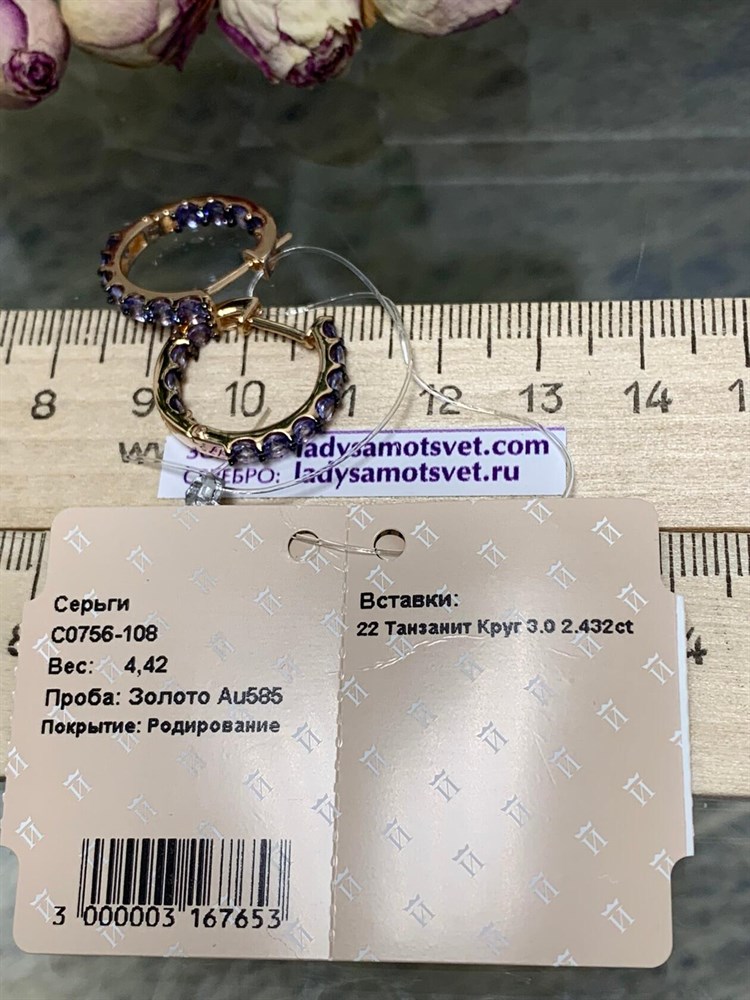 8 9 10 11 12 13 14 1
ladysamotsvet.com
СЕРЕБРО: ladysamotsvet.ru
Серьги
С0756-108
Вес: 4,42
Проба: Золото Au585
Покрытие: Родирование
Вставки:
22 Танзанит Круг 3.0 2.432ct
3 000003 167653